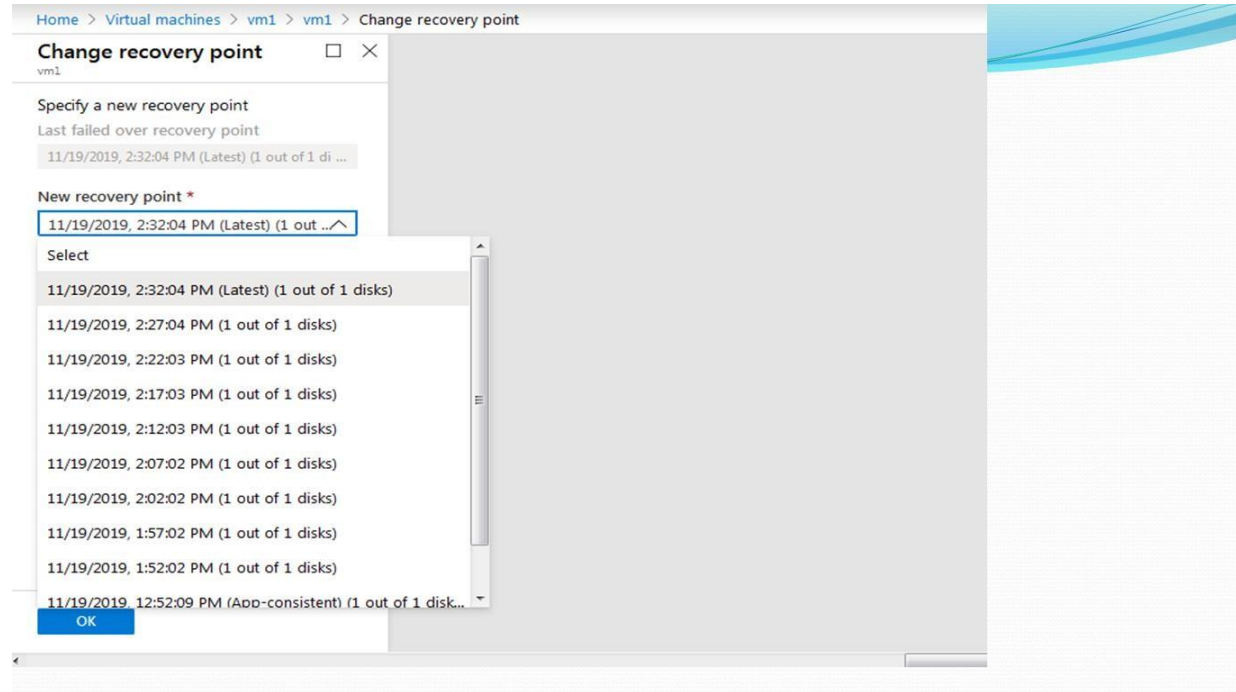 Home > Virtual machines > vm1 > vm1 > Change recovery point
Change recovery point
vm1
Specify a new recovery point
Last failed over recovery point
11/19/2019, 2:32:04 PM (Latest) (1 out of 1 di ...
New recovery point *
11/19/2019, 2:32:04 PM (Latest) (1 out ...
Select
11/19/2019, 2:32:04 PM (Latest) (1 out of 1 disks)
11/19/2019, 2:27:04 PM (1 out of 1 disks)
11/19/2019, 2:22:03 PM (1 out of 1 disks)
11/19/2019, 2:17:03 PM (1 out of 1 disks)
11/19/2019, 2:12:03 PM (1 out of 1 disks)
11/19/2019, 2:07:02 PM (1 out of 1 disks)
11/19/2019, 2:02:02 PM (1 out of 1 disks)
11/19/2019, 1:57:02 PM (1 out of 1 disks)
11/19/2019, 1:52:02 PM (1 out of 1 disks)
11/19/2019, 12:52:09 PM (App-consistent) (1 out of 1 disk...
OK